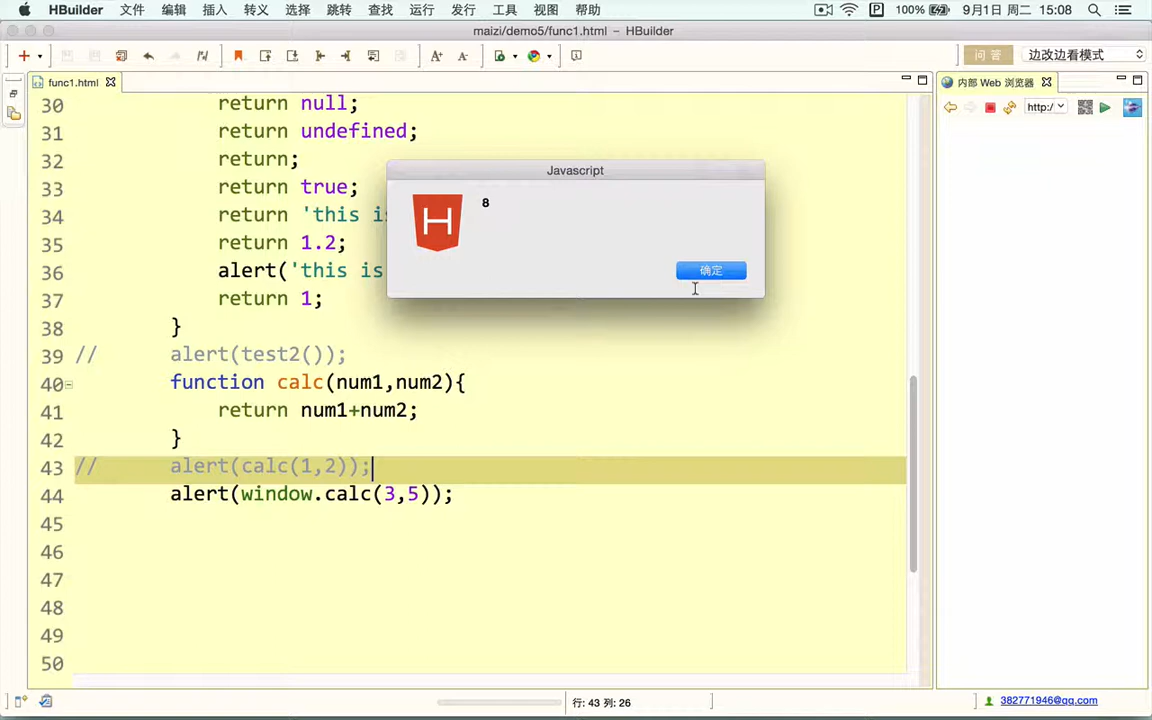 HBuilder 文件 编辑 插入 转义 选择 跳转 查找 运行 发行 工具 视图 帮助 100% 9月1日 周二 15:08
maizi/demo5/func1.html – HBuilder
问 答 边改边看模式
func1.html
内部 Web 浏览器
http:/
30 return null;
31 return undefined;
32 return;
33 return true;
34 return 'this is
35 return 1.2;
36 alert('this is
37 return 1;
38 }
39 // alert(test2());
40 function calc(num1,num2){
41 return num1+num2;
42 }
43 // alert(calc(1,2));
44 alert(window.calc(3,5));
45
46
47
48
49
50
Javascript
8
确定
行: 43 列: 26
382771946@qq.com